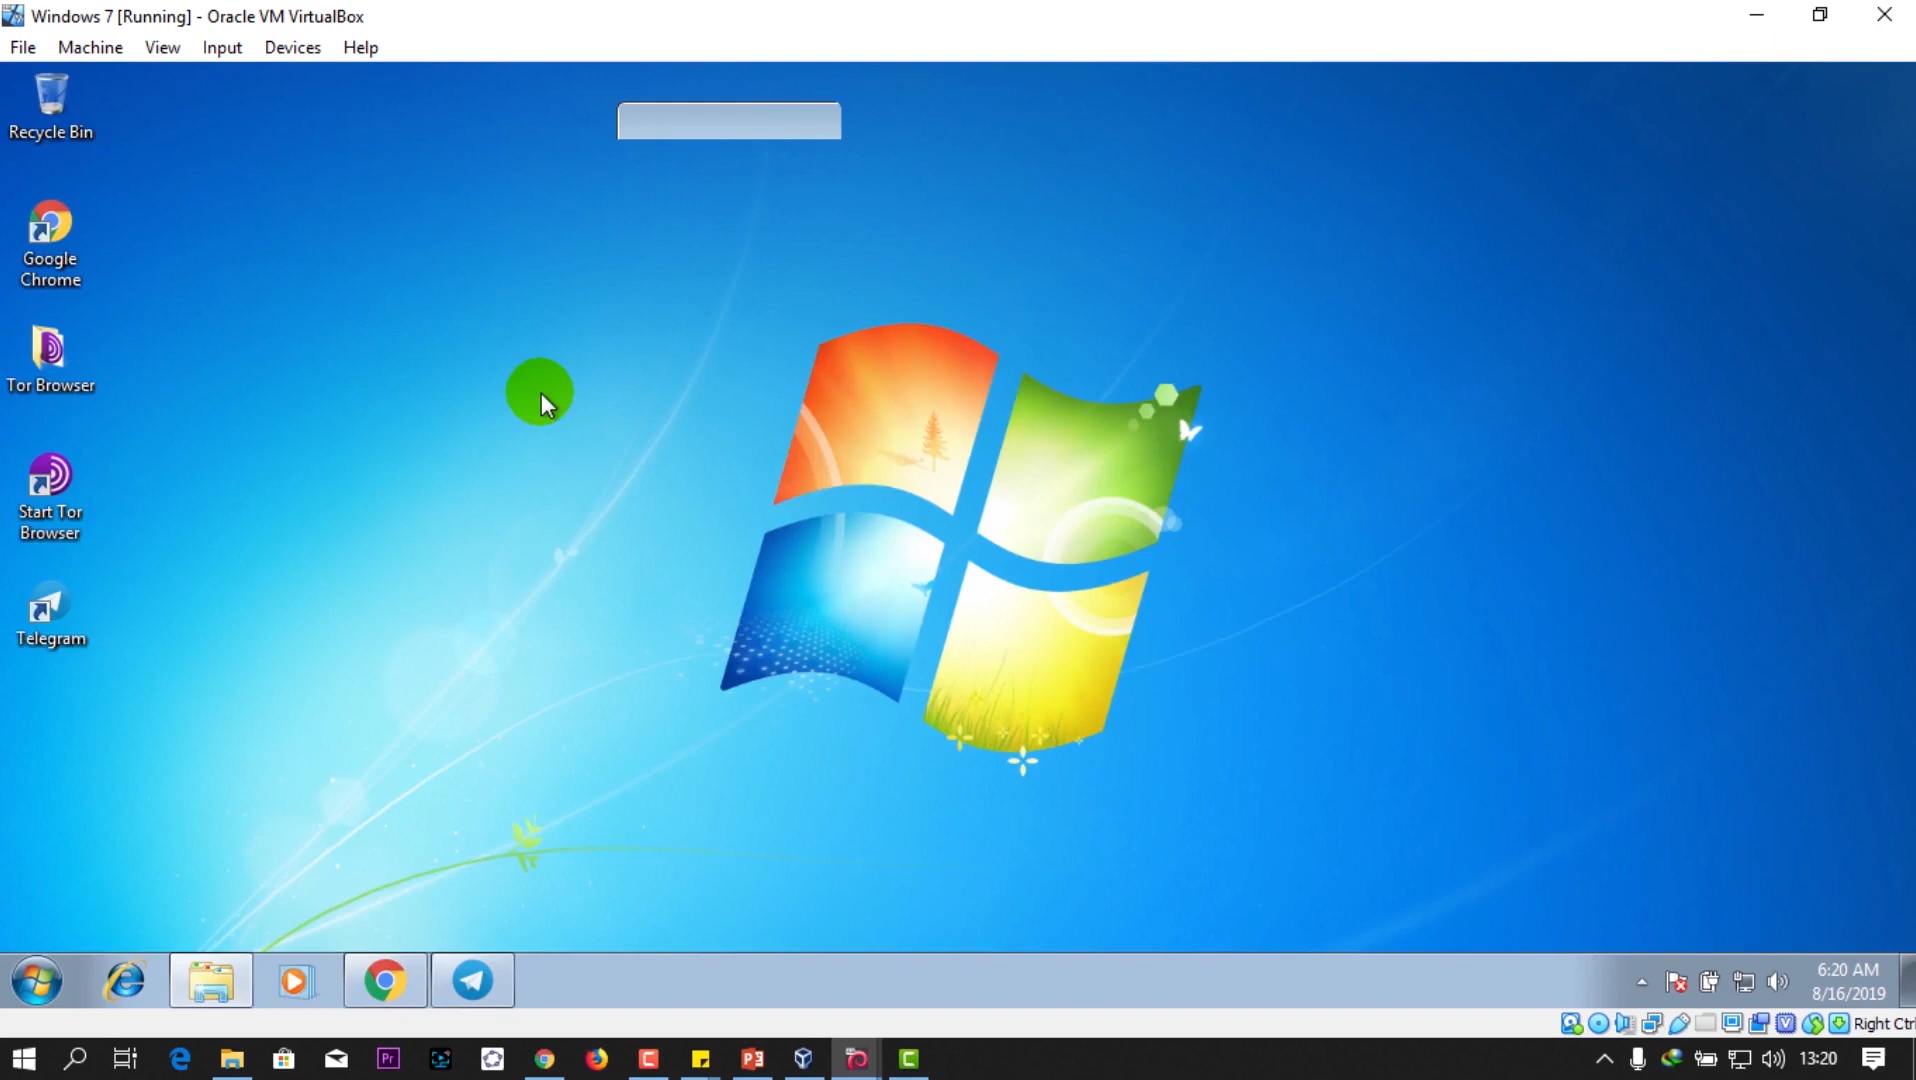 Windows 7 [Running] - Oracle VM VirtualBox
File Machine View Input Devices Help
Recycle Bin
Google
Chrome
Tor Browser
Start Tor
Browser
Telegram
6:20 AM
8/16/2019
Right Ctrl
13:20